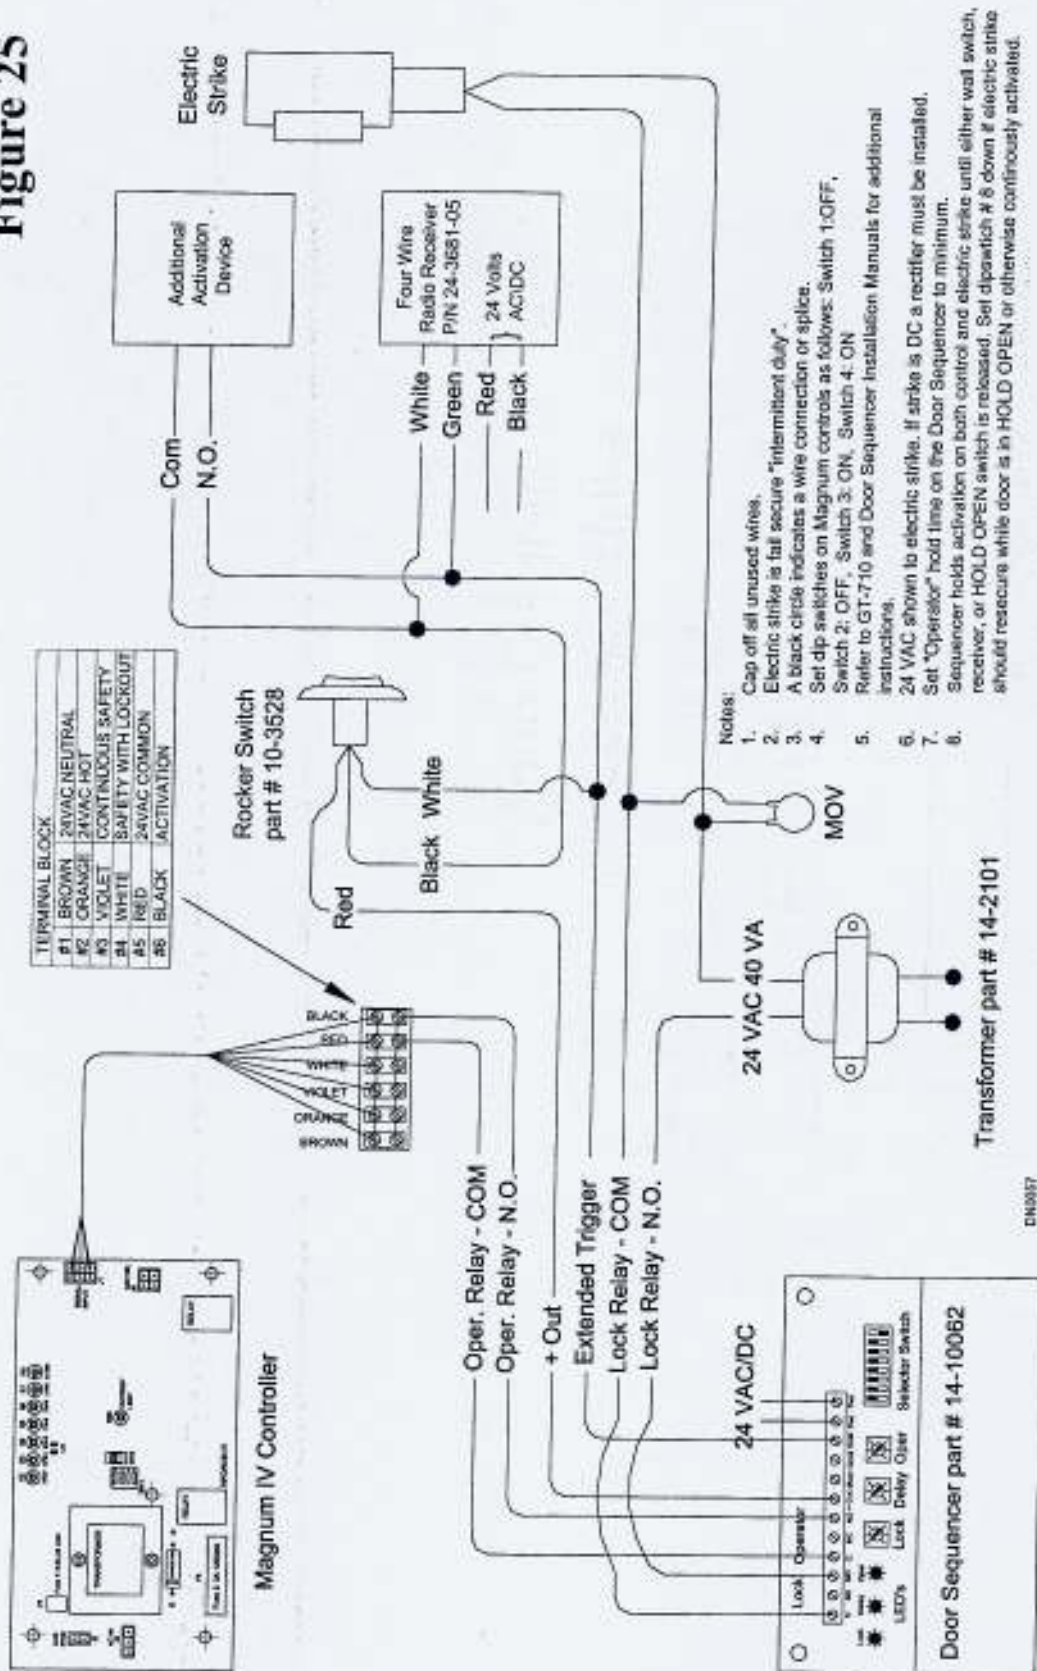 Figure 25
TERMINAL BLOCK
#1 BROWN 24VAC NEUTRAL
#2 ORANGE 24VAC HOT
#3 VIOLET CONTINUOUS SAFETY
#4 WHITE SAFETY WITH LOCKOUT
#5 RED 24VAC COMMON
#6 BLACK ACTIVATION
Magnum IV Controller
TRANSFORMER
RELAY
RELAY
BLACK
RED
WHITE
VIOLET
ORANGE
BROWN
Rocker Switch
part # 10-3528
Red
Black
White
Additional
Activation
Device
Com
N.O.
Four Wire
Radio Receiver
P/N 24-3681-05
24 Volts
AC\DC
White
Green
Red
Black
Electric
Strike
Oper. Relay - COM
Oper. Relay - N.O.
+ Out
Extended Trigger
Lock Relay - COM
Lock Relay - N.O.
24 VAC/DC
Lock Operator
LED's
Lock Delay Oper
Selector Switch
Door Sequencer part # 14-10062
24 VAC 40 VA
MOV
Transformer part # 14-2101
Notes:
1. Cap off all unused wires.
2. Electric strike is fail secure "intermittent duty".
3. A black circle indicates a wire connection or splice.
4. Set dip switches on Magnum controls as follows: Switch 1:OFF,
Switch 2: OFF, Switch 3: ON, Switch 4: ON
5. Refer to GT-710 and Door Sequencer Installation Manuals for additional
instructions.
6. 24 VAC shown to electric strike. If strike is DC a rectifier must be installed.
7. Set "Operator" hold time on the Door Sequencer to minimum.
8. Sequencer holds activation on both control and electric strike until either wall switch,
receiver, or HOLD OPEN switch is released. Set dipswtich # 8 down if electric strike
should resecure while door is in HOLD OPEN or otherwise continously activated.
DN0057